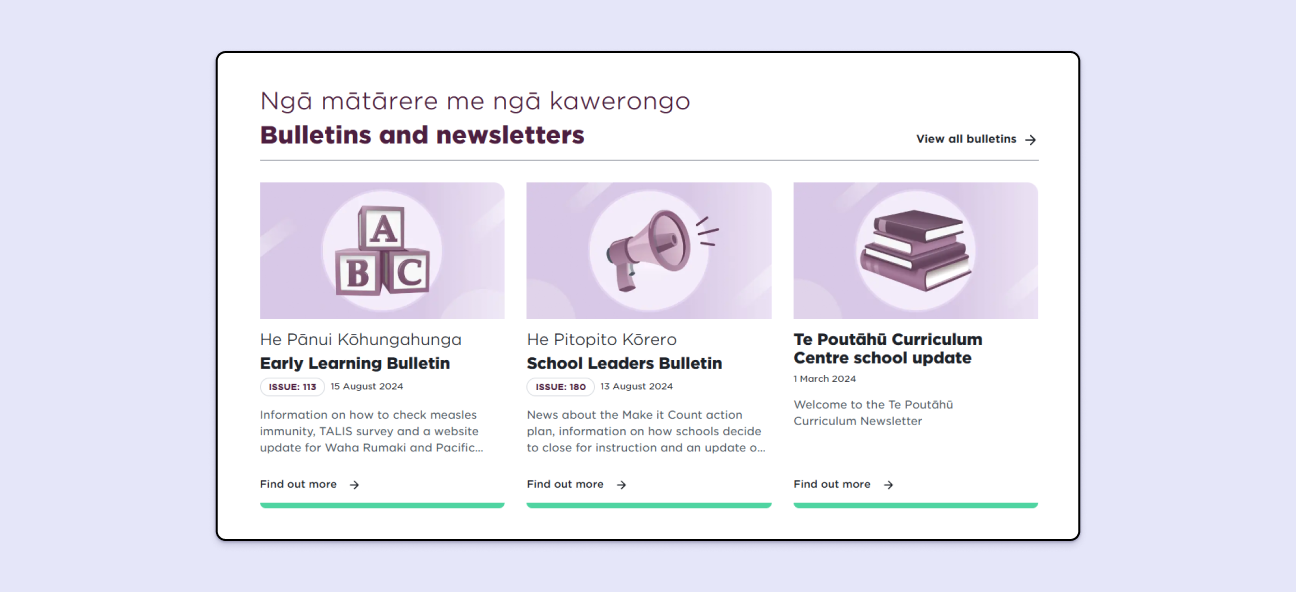 Ngā mātārere me ngā kawerongo
Bulletins and newsletters
View all bulletins →
A
B C
He Pānui Kōhungahunga
Early Learning Bulletin
ISSUE: 113 15 August 2024
Information on how to check measles
immunity, TALIS survey and a website
update for Waha Rumaki and Pacific...
Find out more →
He Pitopito Kōrero
School Leaders Bulletin
ISSUE: 180 13 August 2024
News about the Make it Count action
plan, information on how schools decide
to close for instruction and an update o...
Find out more →
Te Poutāhū Curriculum
Centre school update
1 March 2024
Welcome to the Te Poutāhū
Curriculum Newsletter
Find out more →